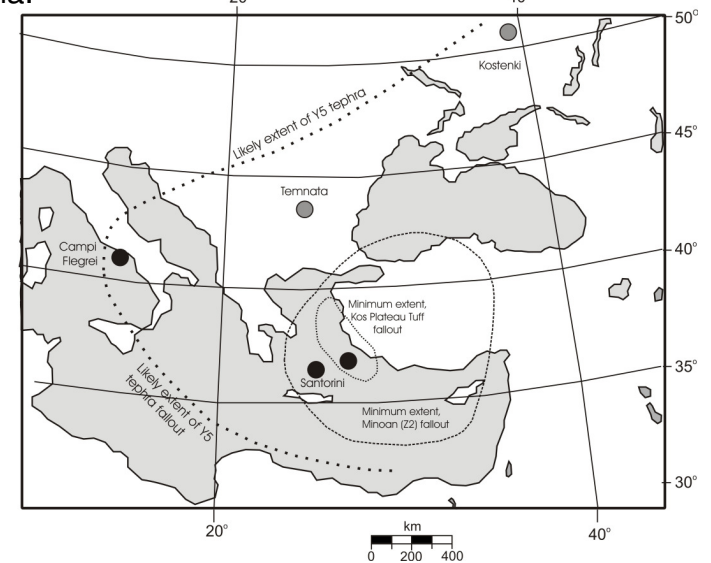 50°
Kostenki
Likely extent of Y5 tephra
45°
Temnata
Campi
Flegrei
40°
Minimum extent,
Kos Plateau Tuff
fallout
35°
Santorini
Likely extent of Y5
tephra fallout
Minimum extent,
Minoan (Z2) fallout
30°
20°
km
40°
0 200 400